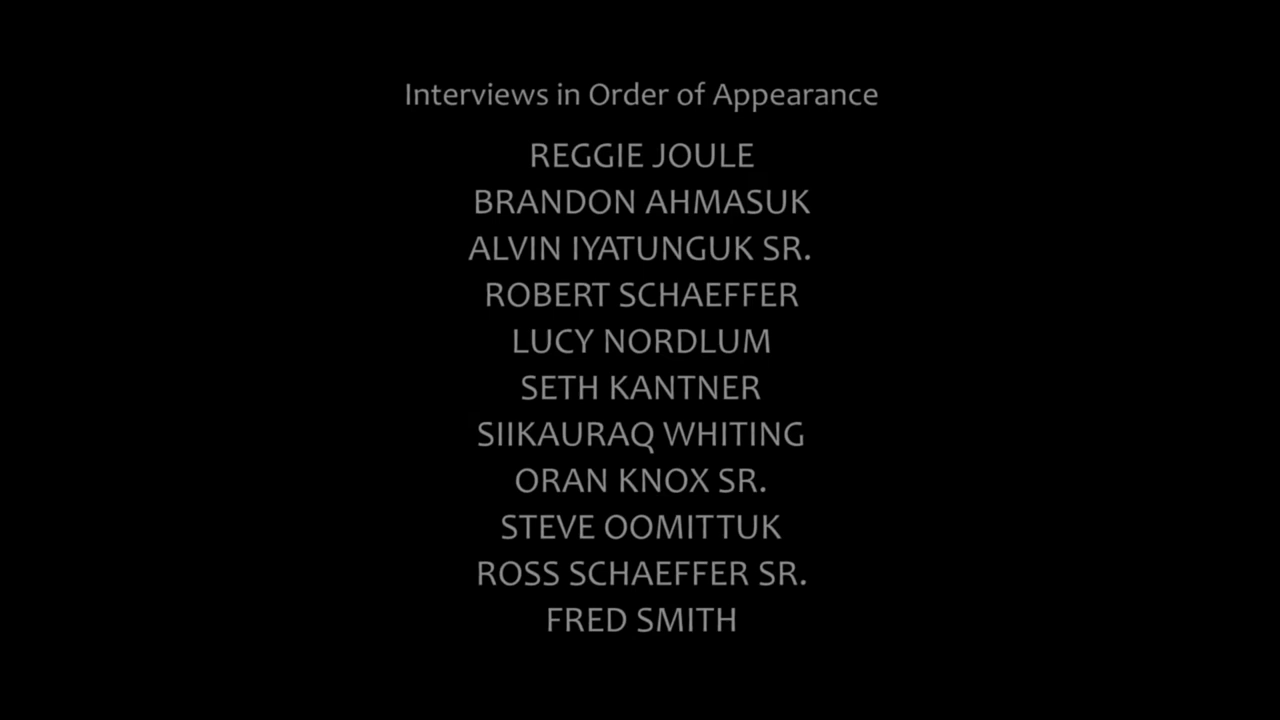 Interviews in Order of Appearance
REGGIE JOULE
BRANDON AHMASUK
ALVIN IYATUNGUK SR.
ROBERT SCHAEFFER
LUCY NORDLUM
SETH KANTNER
SIIKAURAQ WHITING
ORAN KNOX SR.
STEVE OOMITTUK
ROSS SCHAEFFER SR.
FRED SMITH